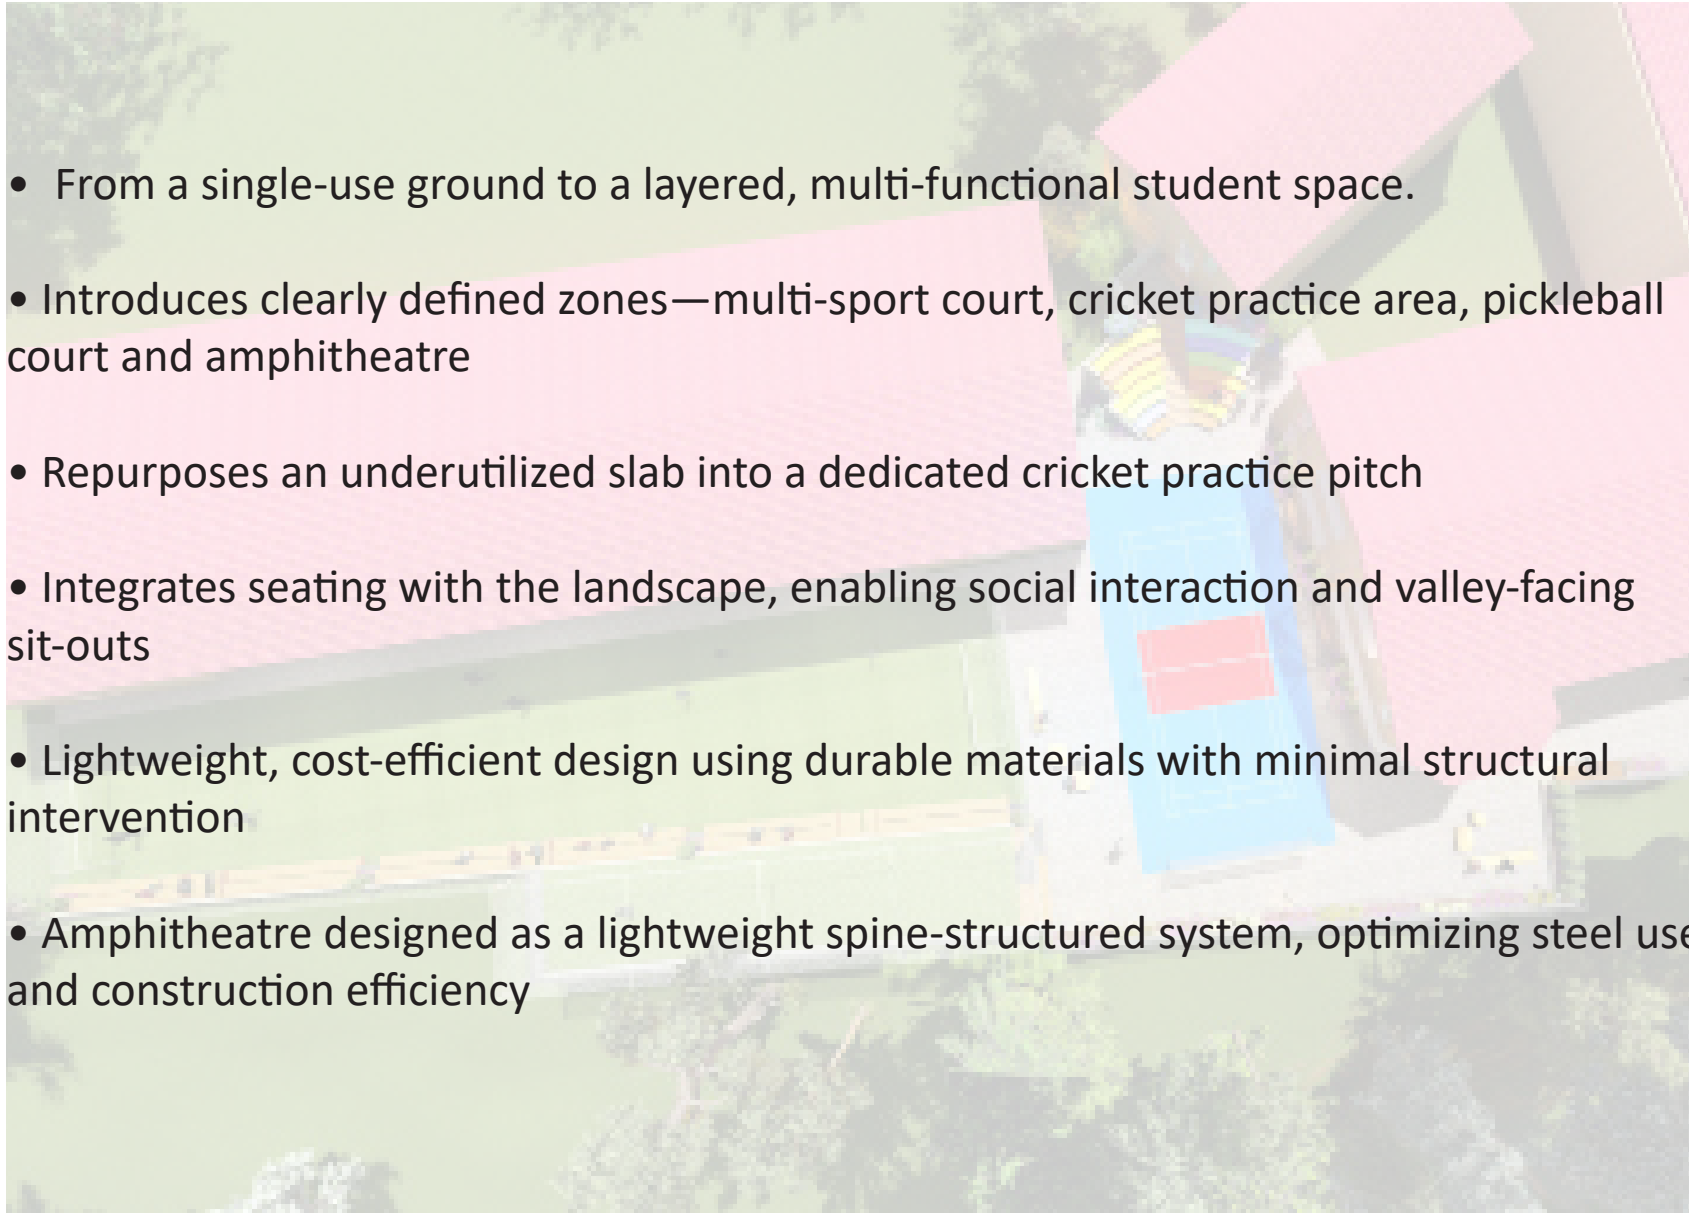 • From a single-use ground to a layered, multi-functional student space.
• Introduces clearly defined zones—multi-sport court, cricket practice area, pickleball
court and amphitheatre
• Repurposes an underutilized slab into a dedicated cricket practice pitch
• Integrates seating with the landscape, enabling social interaction and valley-facing
sit-outs
• Lightweight, cost-efficient design using durable materials with minimal structural
intervention
• Amphitheatre designed as a lightweight spine-structured system, optimizing steel use
and construction efficiency